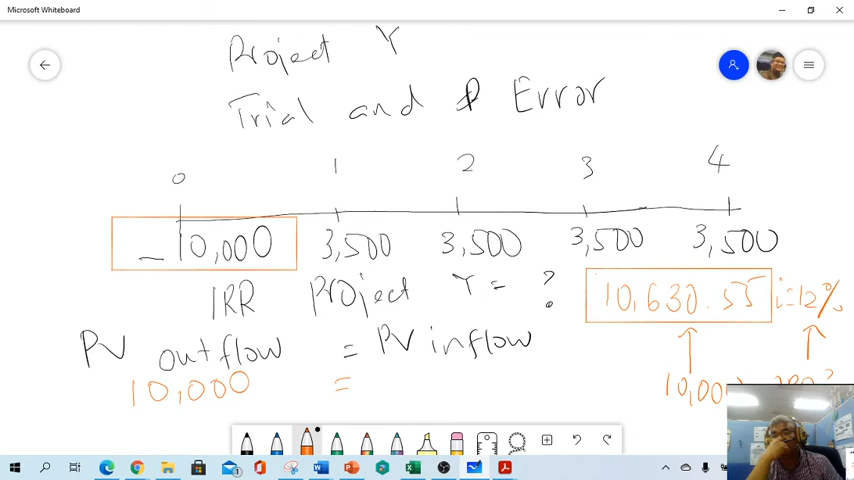 Microsoft Whiteboard
Project Y
Trial and Error
0 1 2 3 4
-10,000 3,500 3,500 3,500 3,500
IRR Project Y = ?
10,630.55 i=12%
PV outflow = PV inflow
10,000 =
10,000